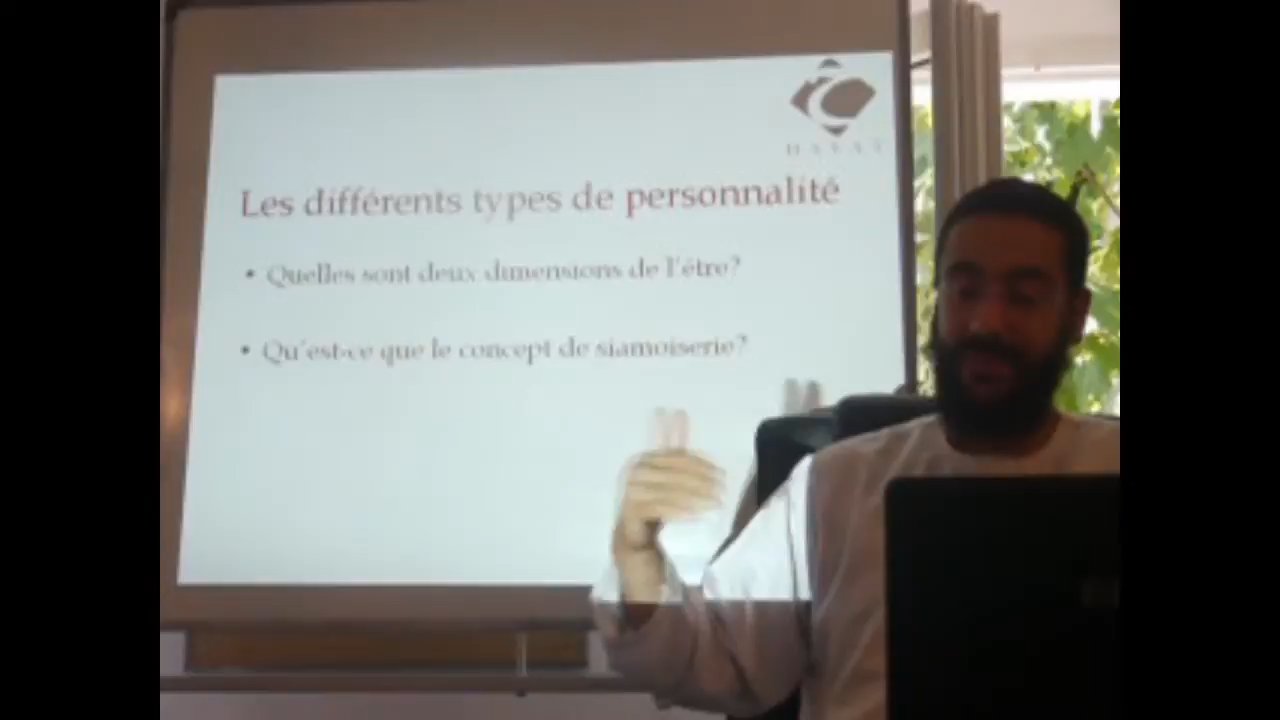 HAYAT
Les différents types de personnalité
• Quelles sont deux dimensions de l'être?
• Qu'est-ce que le concept de siamoiserie?